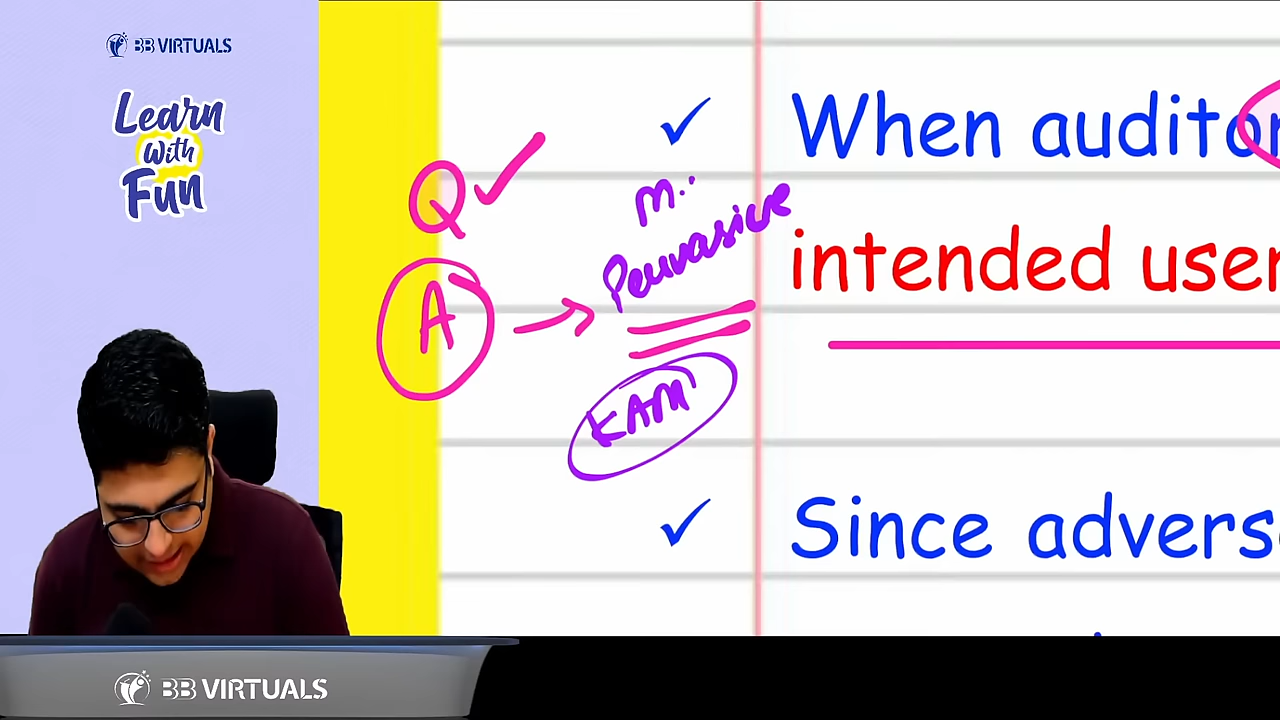 BB VIRTUALS
Learn
With
Fun
When auditor
Q
M..
Pervasive
intended user
A
KAM
Since advers
BB VIRTUALS